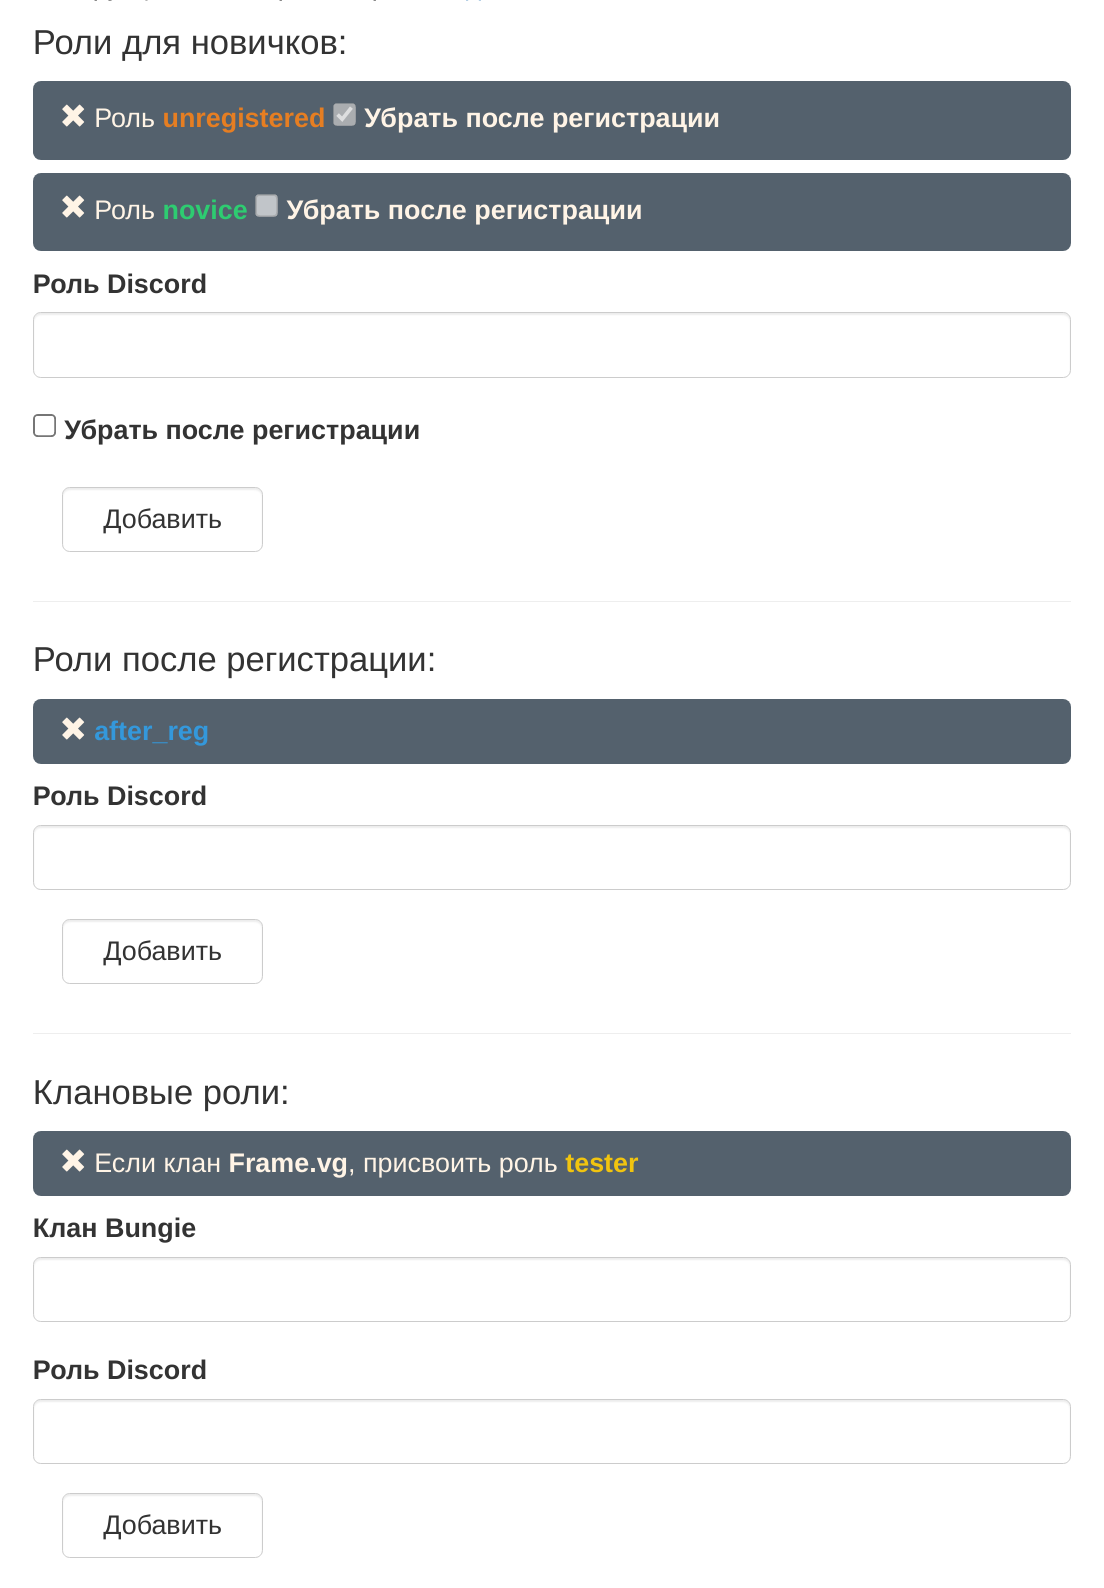 Роли для новичков:
Роль unregistered Убрать после регистрации
Роль novice Убрать после регистрации
Роль Discord
Убрать после регистрации
Добавить
Роли после регистрации:
after_reg
Роль Discord
Добавить
Клановые роли:
Если клан Frame.vg, присвоить роль tester
Клан Bungie
Роль Discord
Добавить